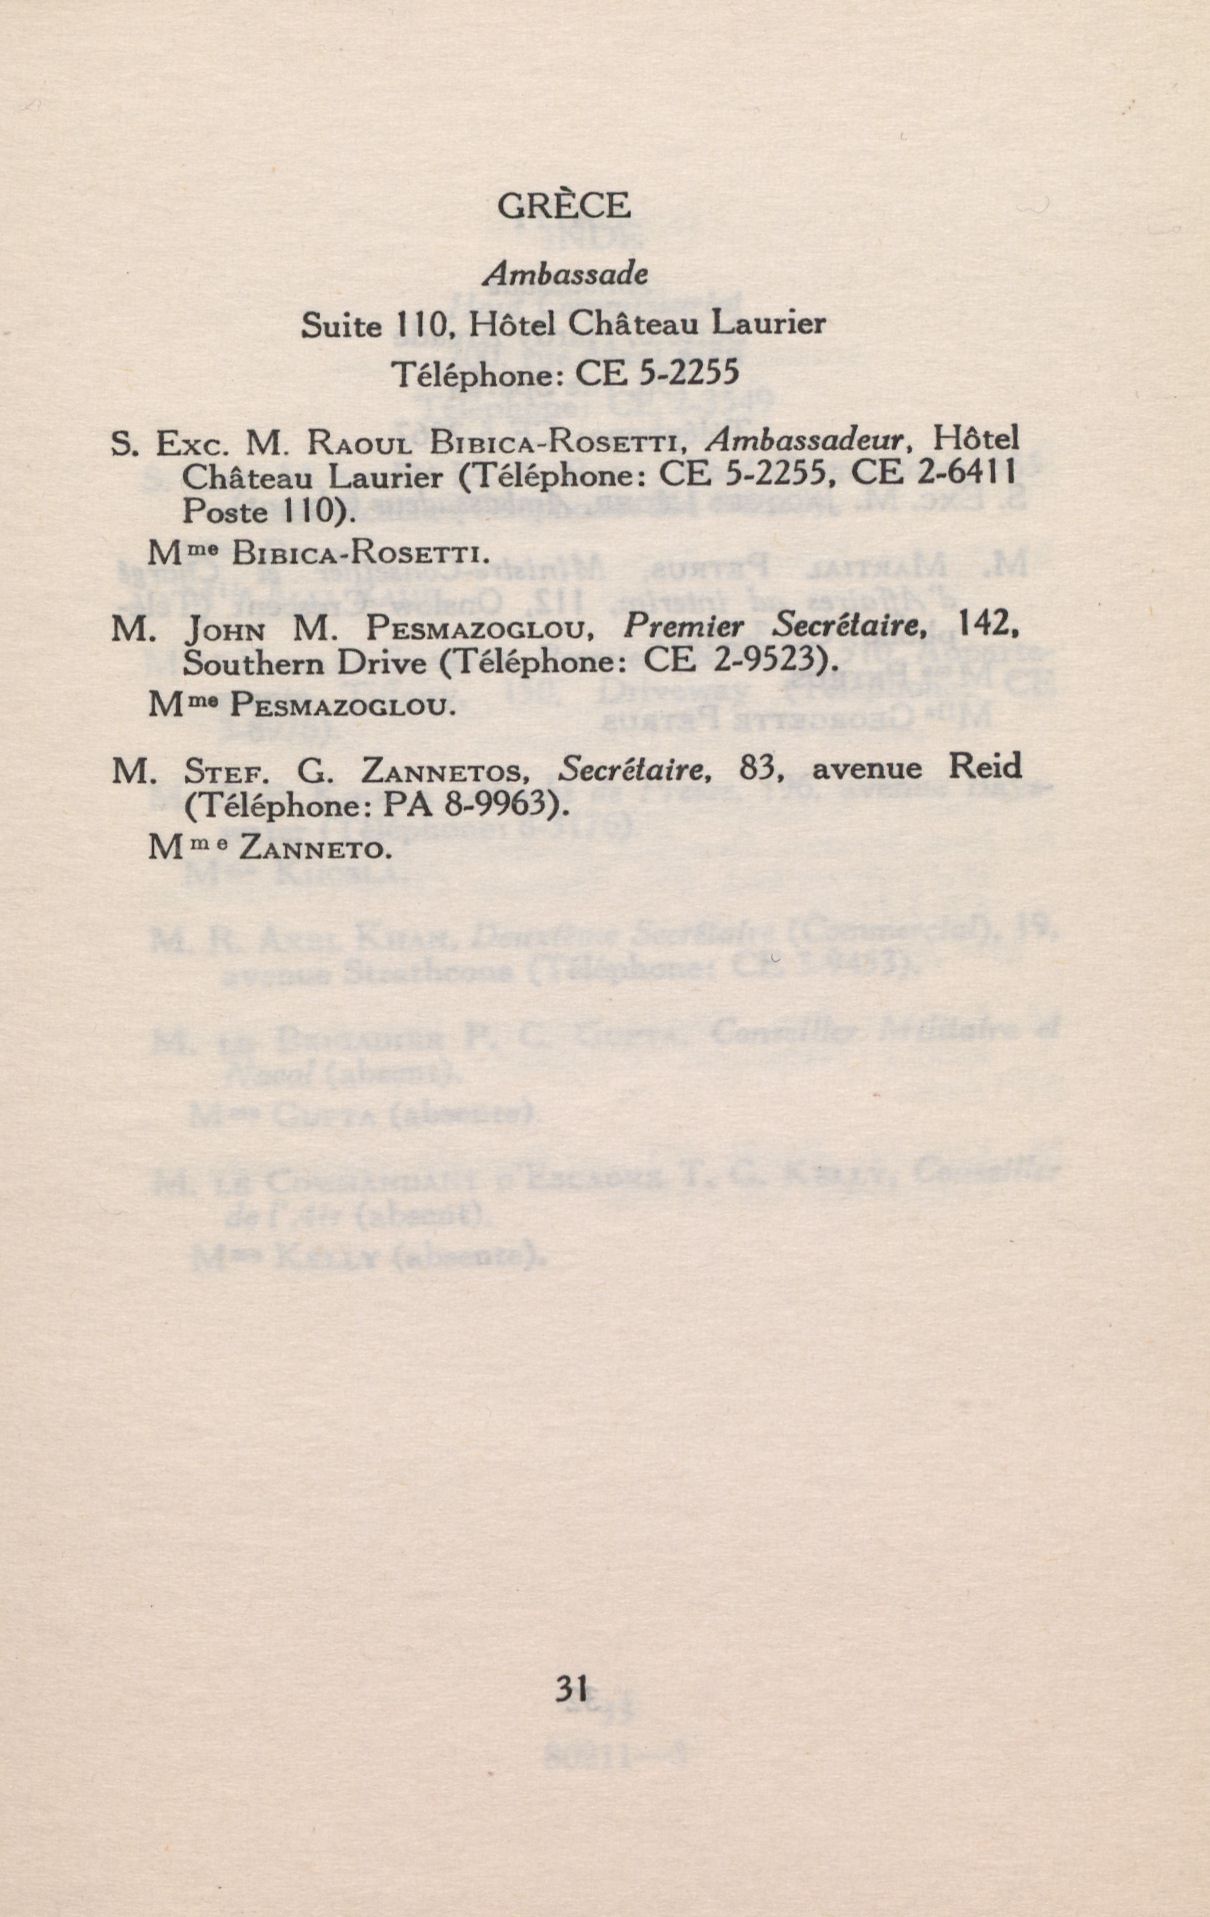 GRÈCE
Ambassade
Suite 110, Hôtel Château Laurier
Téléphone: CE 5-2255
S. Exc. M. Raoul Bibica-Rosetti, Ambassadeur, Hôtel
Château Laurier (Téléphone: CE 5-2255, CE 2-6411
Poste 110).
Mme Bibica-Rosetti.
M. John M. Pesmazoglou, Premier Secrétaire, 142,
Southern Drive (Téléphone: CE 2-9523).
Mme Pesmazoglou.
M. Stef. G. Zannetos, Secrétaire, 83, avenue Reid
(Téléphone: PA 8-9963).
Mme Zanneto.
31